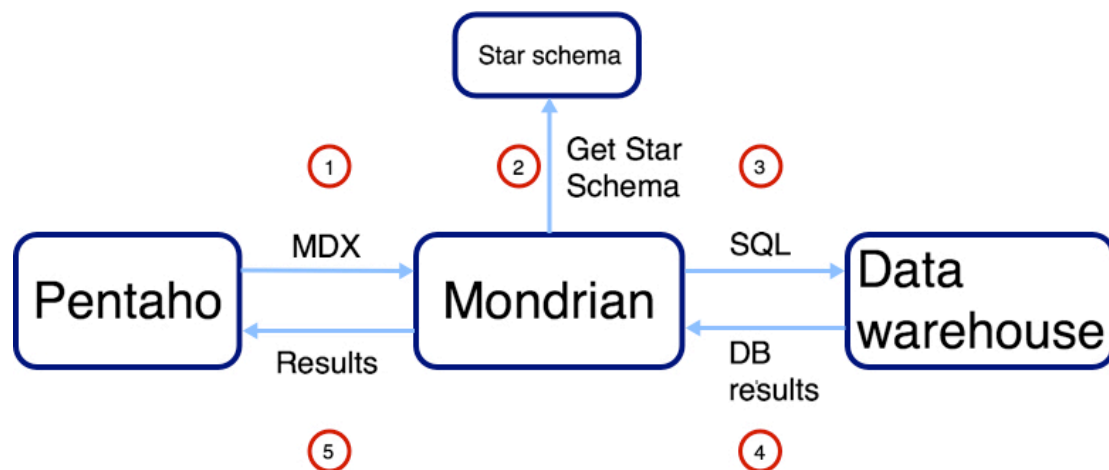 Star schema
1
2
Get Star
Schema
3
MDX
SQL
Pentaho
Mondrian
Data
warehouse
Results
DB
results
5
4